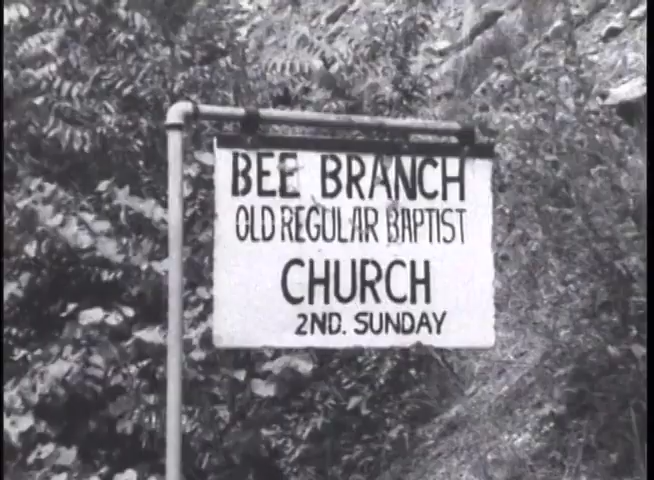 BEE BRANCH
OLD REGULAR BAPTIST
CHURCH
2ND. SUNDAY